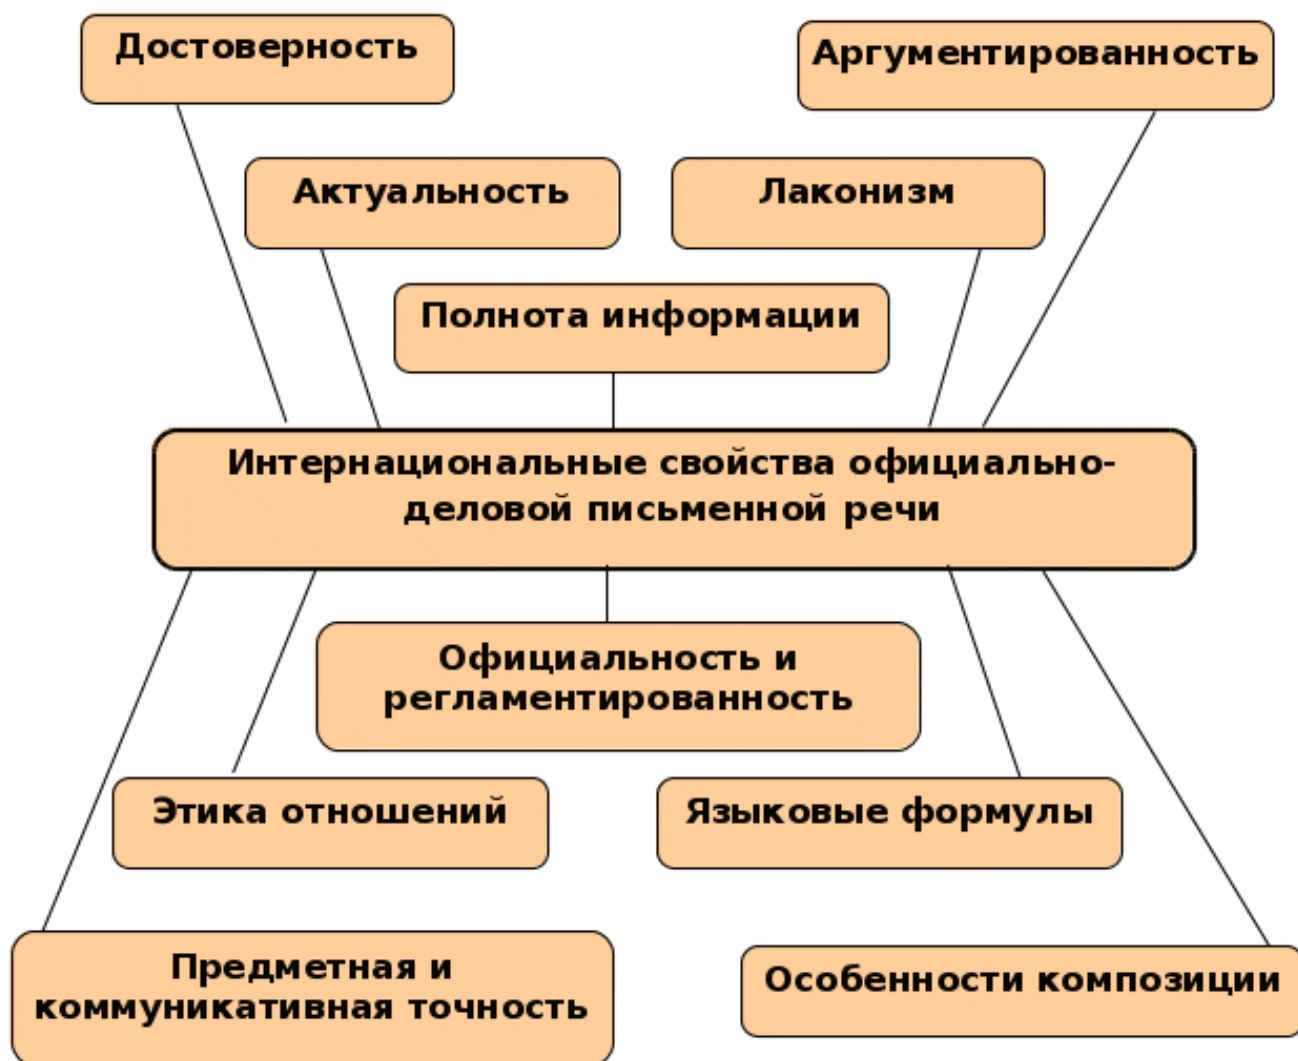 Достоверность
Аргументированность
Актуальность
Лаконизм
Полнота информации
Интернациональные свойства официально-
деловой письменной речи
Официальность и
регламентированность
Этика отношений
Языковые формулы
Предметная и
коммуникативная точность
Особенности композиции